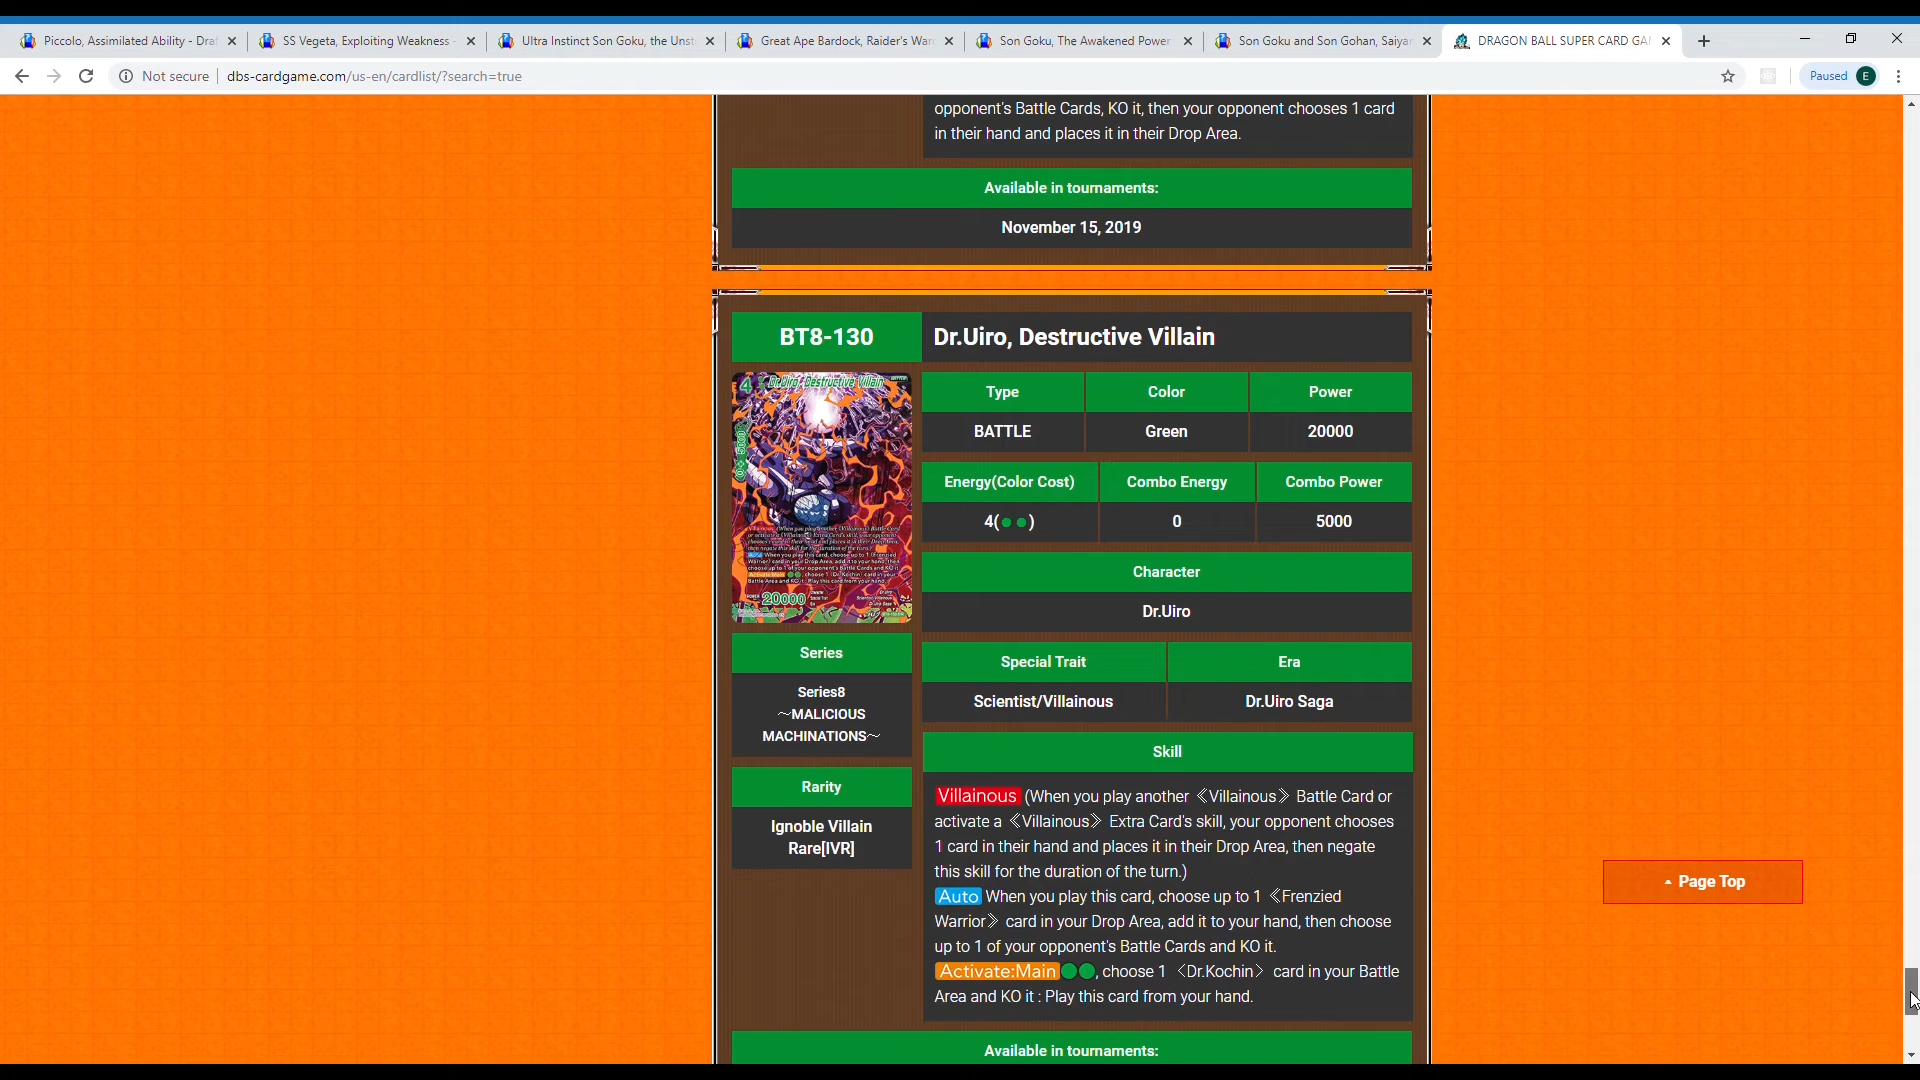 Piccolo, Assimilated Ability - Dra
SS Vegeta, Exploiting Weakness -
Ultra Instinct Son Goku, the Uns
Great Ape Bardock, Raider's War
Son Goku, The Awakened Power
Son Goku and Son Gohan, Saiya
DRAGON BALL SUPER CARD GA
Not secure
dbs-cardgame.com/us-en/cardlist/?search=true
Paused
E
opponent's Battle Cards, KO it, then your opponent chooses 1 card
in their hand and places it in their Drop Area.
Available in tournaments:
November 15, 2019
BT8-130
Dr.Uiro, Destructive Villain
4 Dr.Uiro, Destructive Villain
20000
Type Color Power
BATTLE Green 20000
Energy(Color Cost) Combo Energy Combo Power
4(●●) 0 5000
Character
Dr.Uiro
Series
Series8
～MALICIOUS
MACHINATIONS～
Rarity
Ignoble Villain
Rare[IVR]
Special Trait Era
Scientist/Villainous Dr.Uiro Saga
Skill
Villainous (When you play another 《Villainous》 Battle Card or
activate a 《Villainous》 Extra Card's skill, your opponent chooses
1 card in their hand and places it in their Drop Area, then negate
this skill for the duration of the turn.)
Auto When you play this card, choose up to 1 《Frenzied
Warrior》 card in your Drop Area, add it to your hand, then choose
up to 1 of your opponent's Battle Cards and KO it.
Activate:Main ●●, choose 1 〈Dr.Kochin〉 card in your Battle
Area and KO it : Play this card from your hand.
Available in tournaments:
Page Top